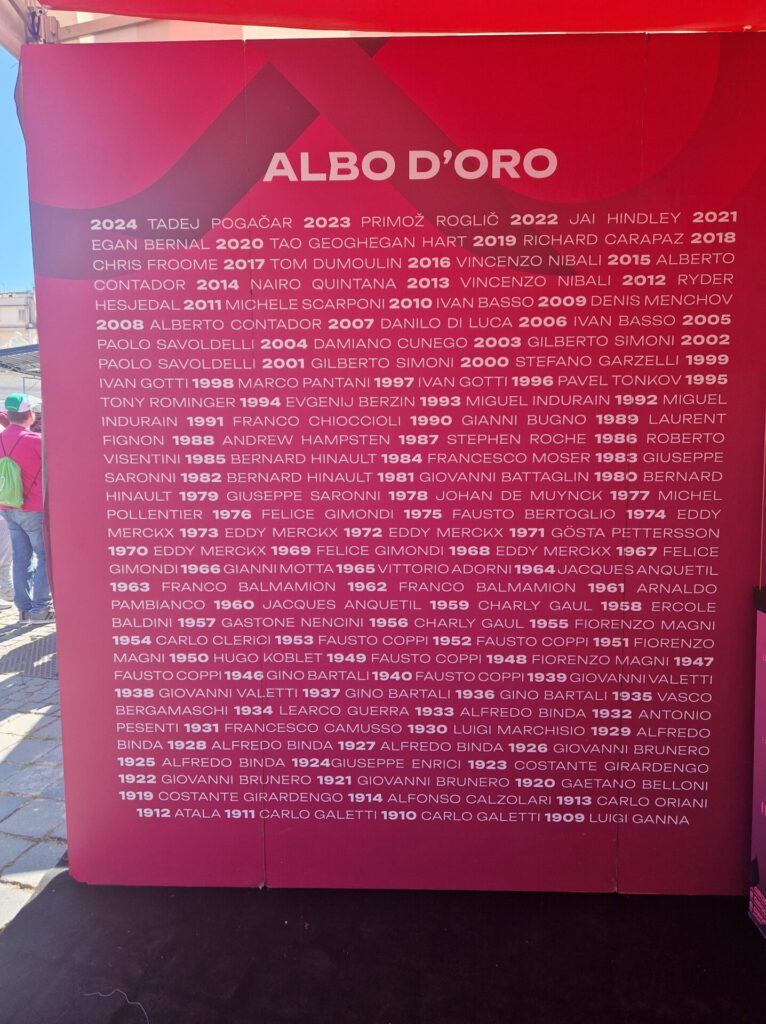 ALBO D'ORO
2024 TADEJ POGAČAR 2023 PRIMOŽ ROGLIČ 2022 JAI HINDLEY 2021
EGAN BERNAL 2020 TAO GEOGHEGAN HART 2019 RICHARD CARAPAZ 2018
CHRIS FROOME 2017 TOM DUMOULIN 2016 VINCENZO NIBALI 2015 ALBERTO
CONTADOR 2014 NAIRO QUINTANA 2013 VINCENZO NIBALI 2012 RYDER
HESJEDAL 2011 MICHELE SCARPONI 2010 IVAN BASSO 2009 DENIS MENCHOV
2008 ALBERTO CONTADOR 2007 DANILO DI LUCA 2006 IVAN BASSO 2005
PAOLO SAVOLDELLI 2004 DAMIANO CUNEGO 2003 GILBERTO SIMONI 2002
PAOLO SAVOLDELLI 2001 GILBERTO SIMONI 2000 STEFANO GARZELLI 1999
IVAN GOTTI 1998 MARCO PANTANI 1997 IVAN GOTTI 1996 PAVEL TONKOV 1995
TONY ROMINGER 1994 EVGENIJ BERZIN 1993 MIGUEL INDURAIN 1992 MIGUEL
INDURAIN 1991 FRANCO CHIOCCIOLI 1990 GIANNI BUGNO 1989 LAURENT
FIGNON 1988 ANDREW HAMPSTEN 1987 STEPHEN ROCHE 1986 ROBERTO
VISENTINI 1985 BERNARD HINAULT 1984 FRANCESCO MOSER 1983 GIUSEPPE
SARONNI 1982 BERNARD HINAULT 1981 GIOVANNI BATTAGLIN 1980 BERNARD
HINAULT 1979 GIUSEPPE SARONNI 1978 JOHAN DE MUYNCK 1977 MICHEL
POLLENTIER 1976 FELICE GIMONDI 1975 FAUSTO BERTOGLIO 1974 EDDY
MERCKX 1973 EDDY MERCKX 1972 EDDY MERCKX 1971 GÖSTA PETTERSSON
1970 EDDY MERCKX 1969 FELICE GIMONDI 1968 EDDY MERCKX 1967 FELICE
GIMONDI 1966 GIANNI MOTTA 1965 VITTORIO ADORNI 1964 JACQUES ANQUETIL
1963 FRANCO BALMAMION 1962 FRANCO BALMAMION 1961 ARNALDO
PAMBIANCO 1960 JACQUES ANQUETIL 1959 CHARLY GAUL 1958 ERCOLE
BALDINI 1957 GASTONE NENCINI 1956 CHARLY GAUL 1955 FIORENZO MAGNI
1954 CARLO CLERICI 1953 FAUSTO COPPI 1952 FAUSTO COPPI 1951 FIORENZO
MAGNI 1950 HUGO KOBLET 1949 FAUSTO COPPI 1948 FIORENZO MAGNI 1947
FAUSTO COPPI 1946 GINO BARTALI 1940 FAUSTO COPPI 1939 GIOVANNI VALETTI
1938 GIOVANNI VALETTI 1937 GINO BARTALI 1936 GINO BARTALI 1935 VASCO
BERGAMASCHI 1934 LEARCO GUERRA 1933 ALFREDO BINDA 1932 ANTONIO
PESENTI 1931 FRANCESCO CAMUSSO 1930 LUIGI MARCHISIO 1929 ALFREDO
BINDA 1928 ALFREDO BINDA 1927 ALFREDO BINDA 1926 GIOVANNI BRUNERO
1925 ALFREDO BINDA 1924GIUSEPPE ENRICI 1923 COSTANTE GIRARDENGO
1922 GIOVANNI BRUNERO 1921 GIOVANNI BRUNERO 1920 GAETANO BELLONI
1919 COSTANTE GIRARDENGO 1914 ALFONSO CALZOLARI 1913 CARLO ORIANI
1912 ATALA 1911 CARLO GALETTI 1910 CARLO GALETTI 1909 LUIGI GANNA